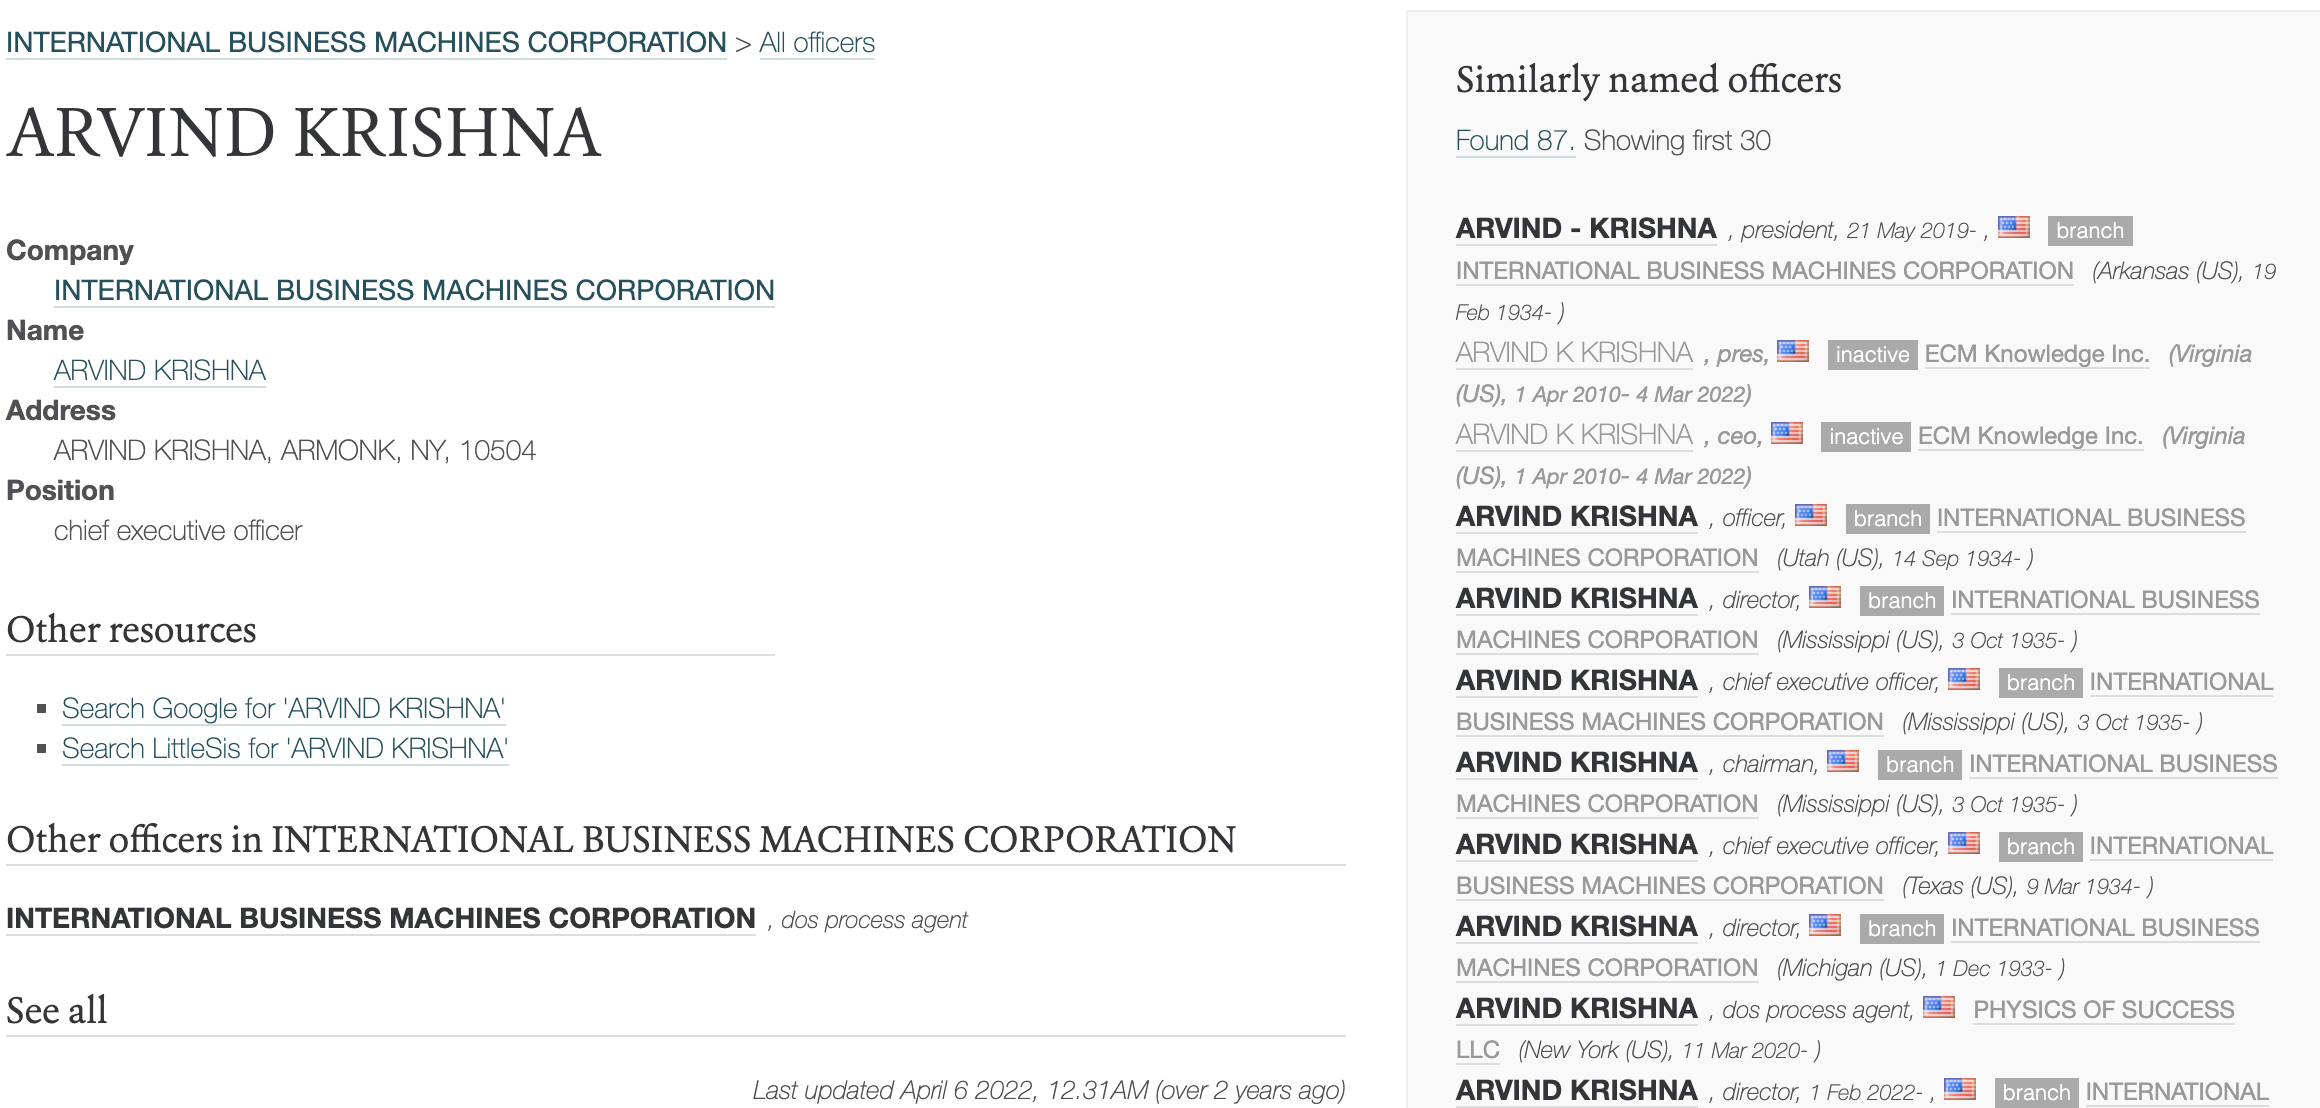 INTERNATIONAL BUSINESS MACHINES CORPORATION > All officers
ARVIND KRISHNA
Company
INTERNATIONAL BUSINESS MACHINES CORPORATION
Name
ARVIND KRISHNA
Address
ARVIND KRISHNA, ARMONK, NY, 10504
Position
chief executive officer
Other resources
Search Google for 'ARVIND KRISHNA'
Search LittleSis for 'ARVIND KRISHNA'
Other officers in INTERNATIONAL BUSINESS MACHINES CORPORATION
INTERNATIONAL BUSINESS MACHINES CORPORATION , dos process agent
See all
Last updated April 6 2022, 12.31AM (over 2 years ago)
Similarly named officers
Found 87. Showing first 30
ARVIND - KRISHNA , president, 21 May 2019- , branch
INTERNATIONAL BUSINESS MACHINES CORPORATION (Arkansas (US), 19
Feb 1934- )
ARVIND K KRISHNA , pres, inactive ECM Knowledge Inc. (Virginia
(US), 1 Apr 2010- 4 Mar 2022)
ARVIND K KRISHNA , ceo, inactive ECM Knowledge Inc. (Virginia
(US), 1 Apr 2010- 4 Mar 2022)
ARVIND KRISHNA , officer, branch INTERNATIONAL BUSINESS
MACHINES CORPORATION (Utah (US), 14 Sep 1934- )
ARVIND KRISHNA , director, branch INTERNATIONAL BUSINESS
MACHINES CORPORATION (Mississippi (US), 3 Oct 1935- )
ARVIND KRISHNA , chief executive officer, branch INTERNATIONAL
BUSINESS MACHINES CORPORATION (Mississippi (US), 3 Oct 1935- )
ARVIND KRISHNA , chairman, branch INTERNATIONAL BUSINESS
MACHINES CORPORATION (Mississippi (US), 3 Oct 1935- )
ARVIND KRISHNA , chief executive officer, branch INTERNATIONAL
BUSINESS MACHINES CORPORATION (Texas (US), 9 Mar 1934- )
ARVIND KRISHNA , director, branch INTERNATIONAL BUSINESS
MACHINES CORPORATION (Michigan (US), 1 Dec 1933- )
ARVIND KRISHNA , dos process agent, PHYSICS OF SUCCESS
LLC (New York (US), 11 Mar 2020- )
ARVIND KRISHNA , director, 1 Feb 2022- , branch INTERNATIONAL